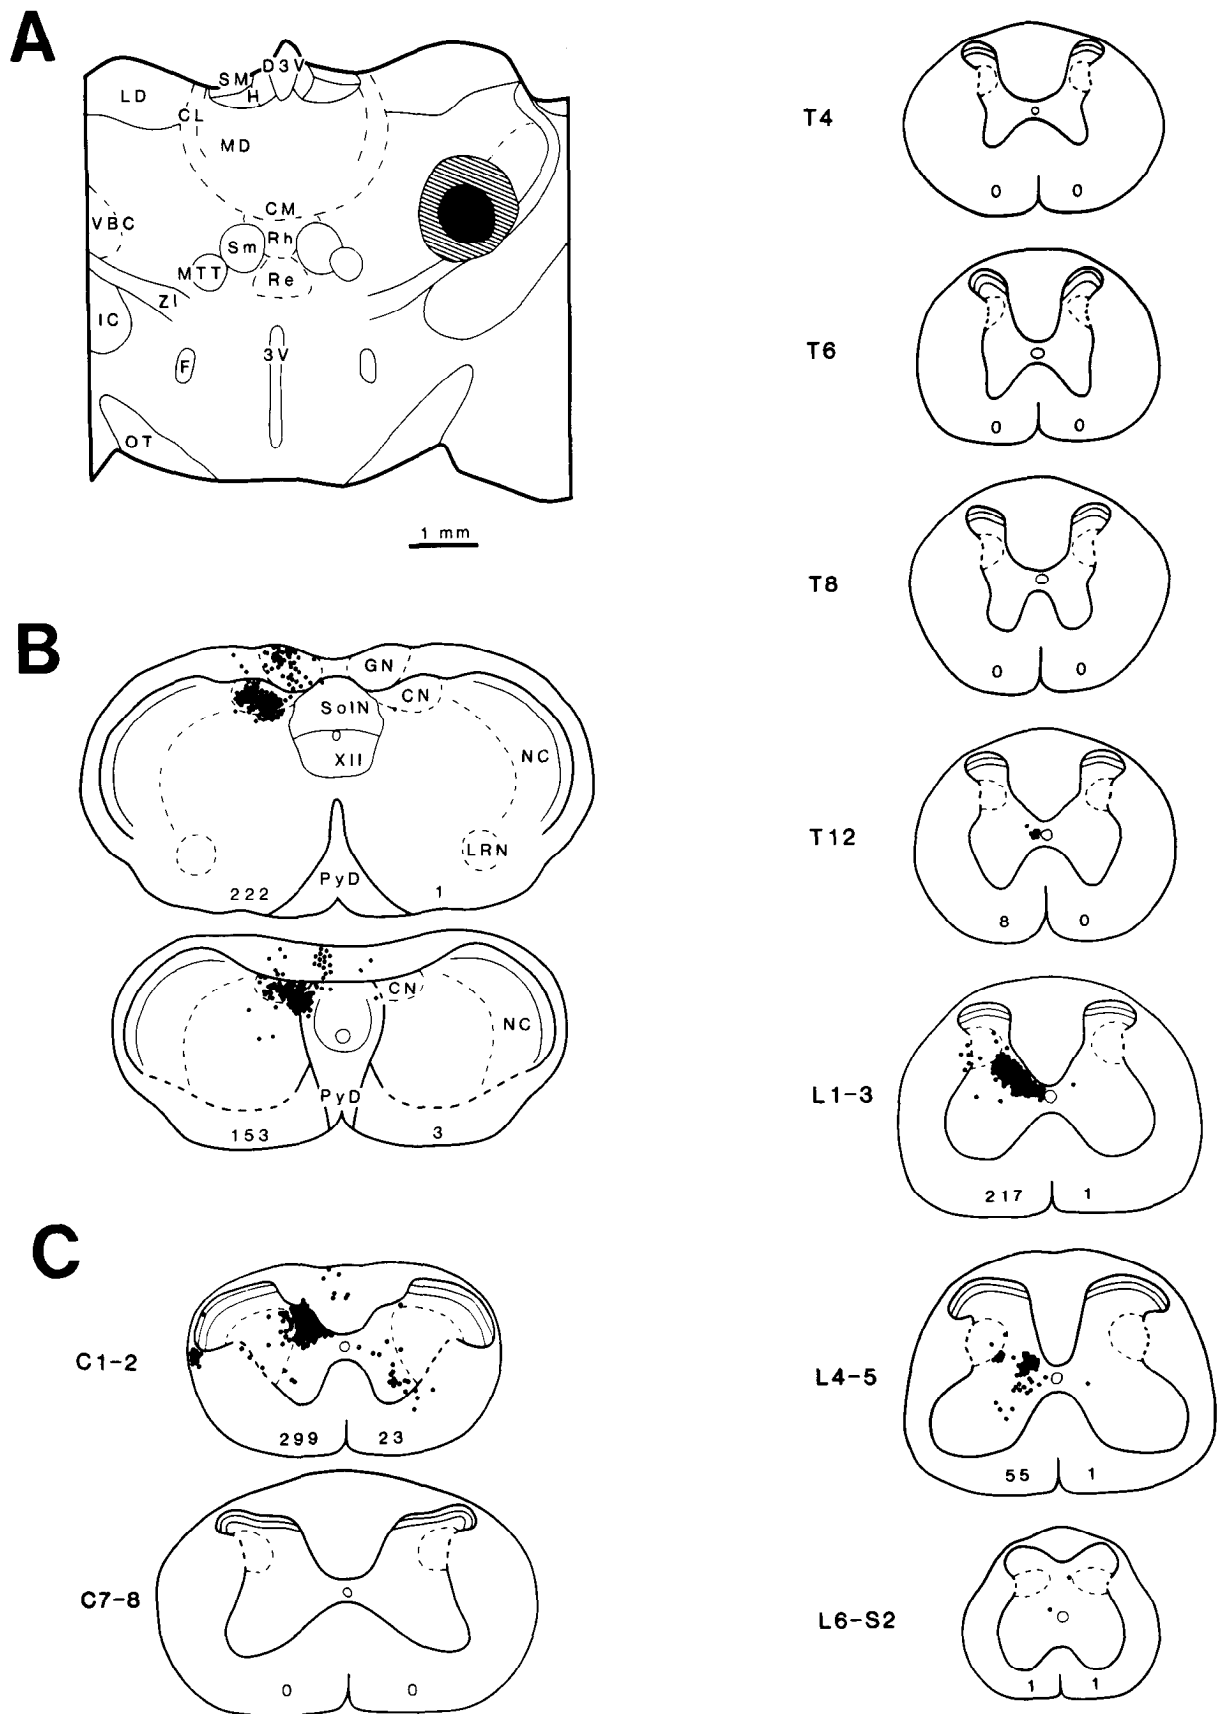 A
SM D3V
LD H
CL
MD
CM
VBC Rh
Sm
MTT Re
ZI
IC
3V
F
OT
1 mm
B
GN
CN
SolN
XII NC
LRN
PyD
222 1
CN
NC
PyD
153 3
C
C1-2
299 23
C7-8
0 0
T4
0 0
T6
0 0
T8
0 0
T12
8 0
L1-3
217 1
L4-5
55 1
L6-S2
1 1